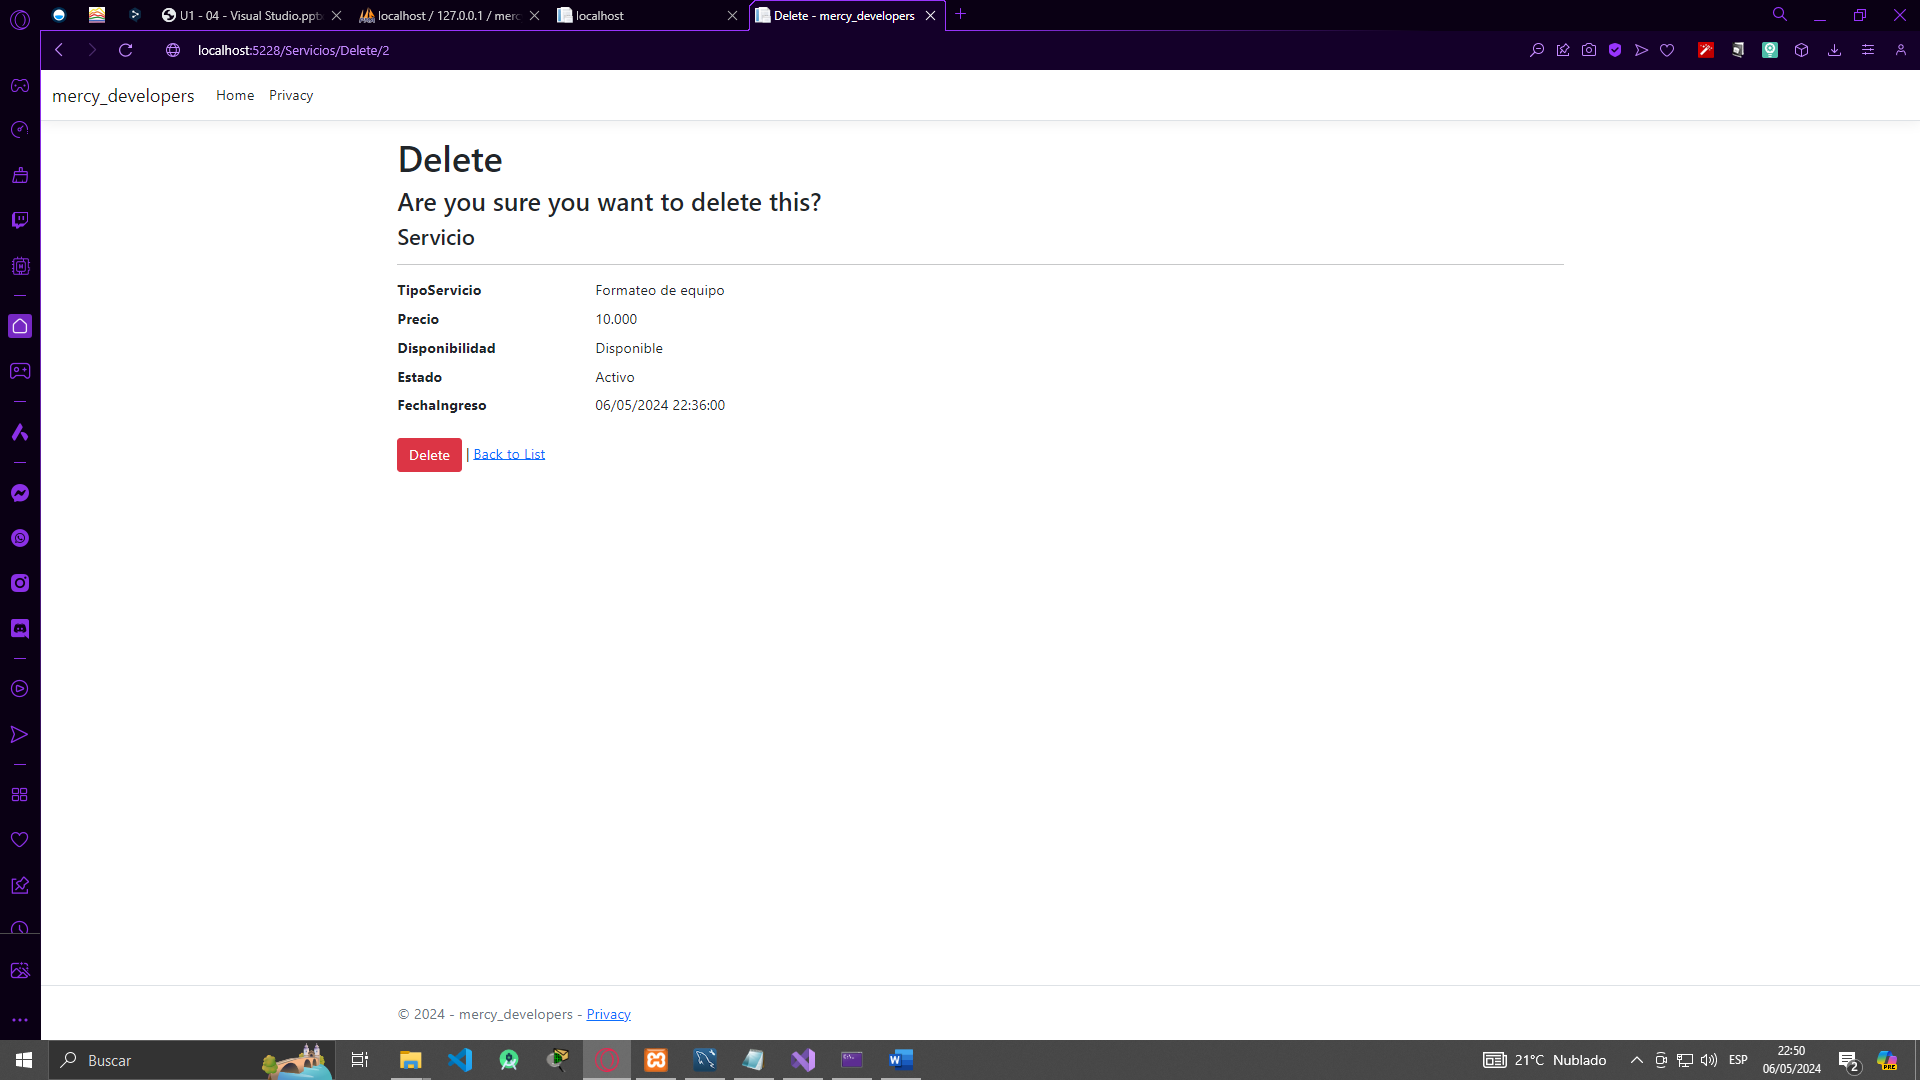 U1 - 04 - Visual Studio.pptx
localhost / 127.0.0.1 / merc
localhost
Delete - mercy_developers
localhost:5228/Servicios/Delete/2
mercy_developers Home Privacy
Delete
Are you sure you want to delete this?
Servicio
TipoServicio Formateo de equipo
Precio 10.000
Disponibilidad Disponible
Estado Activo
FechaIngreso 06/05/2024 22:36:00
Delete | Back to List
© 2024 - mercy_developers - Privacy
Buscar
21°C Nublado
ESP
22:50
06/05/2024
2